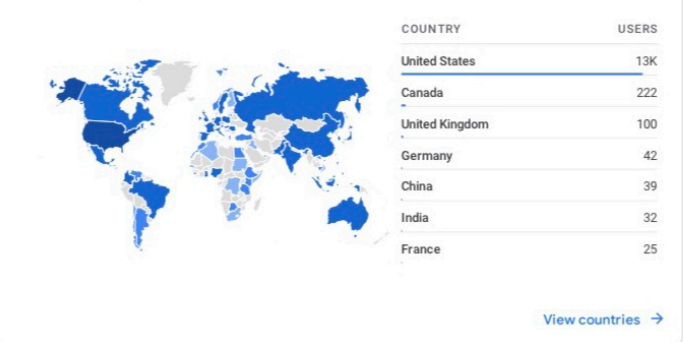 COUNTRY USERS
United States 13K
Canada 222
United Kingdom 100
Germany 42
China 39
India 32
France 25
View countries →